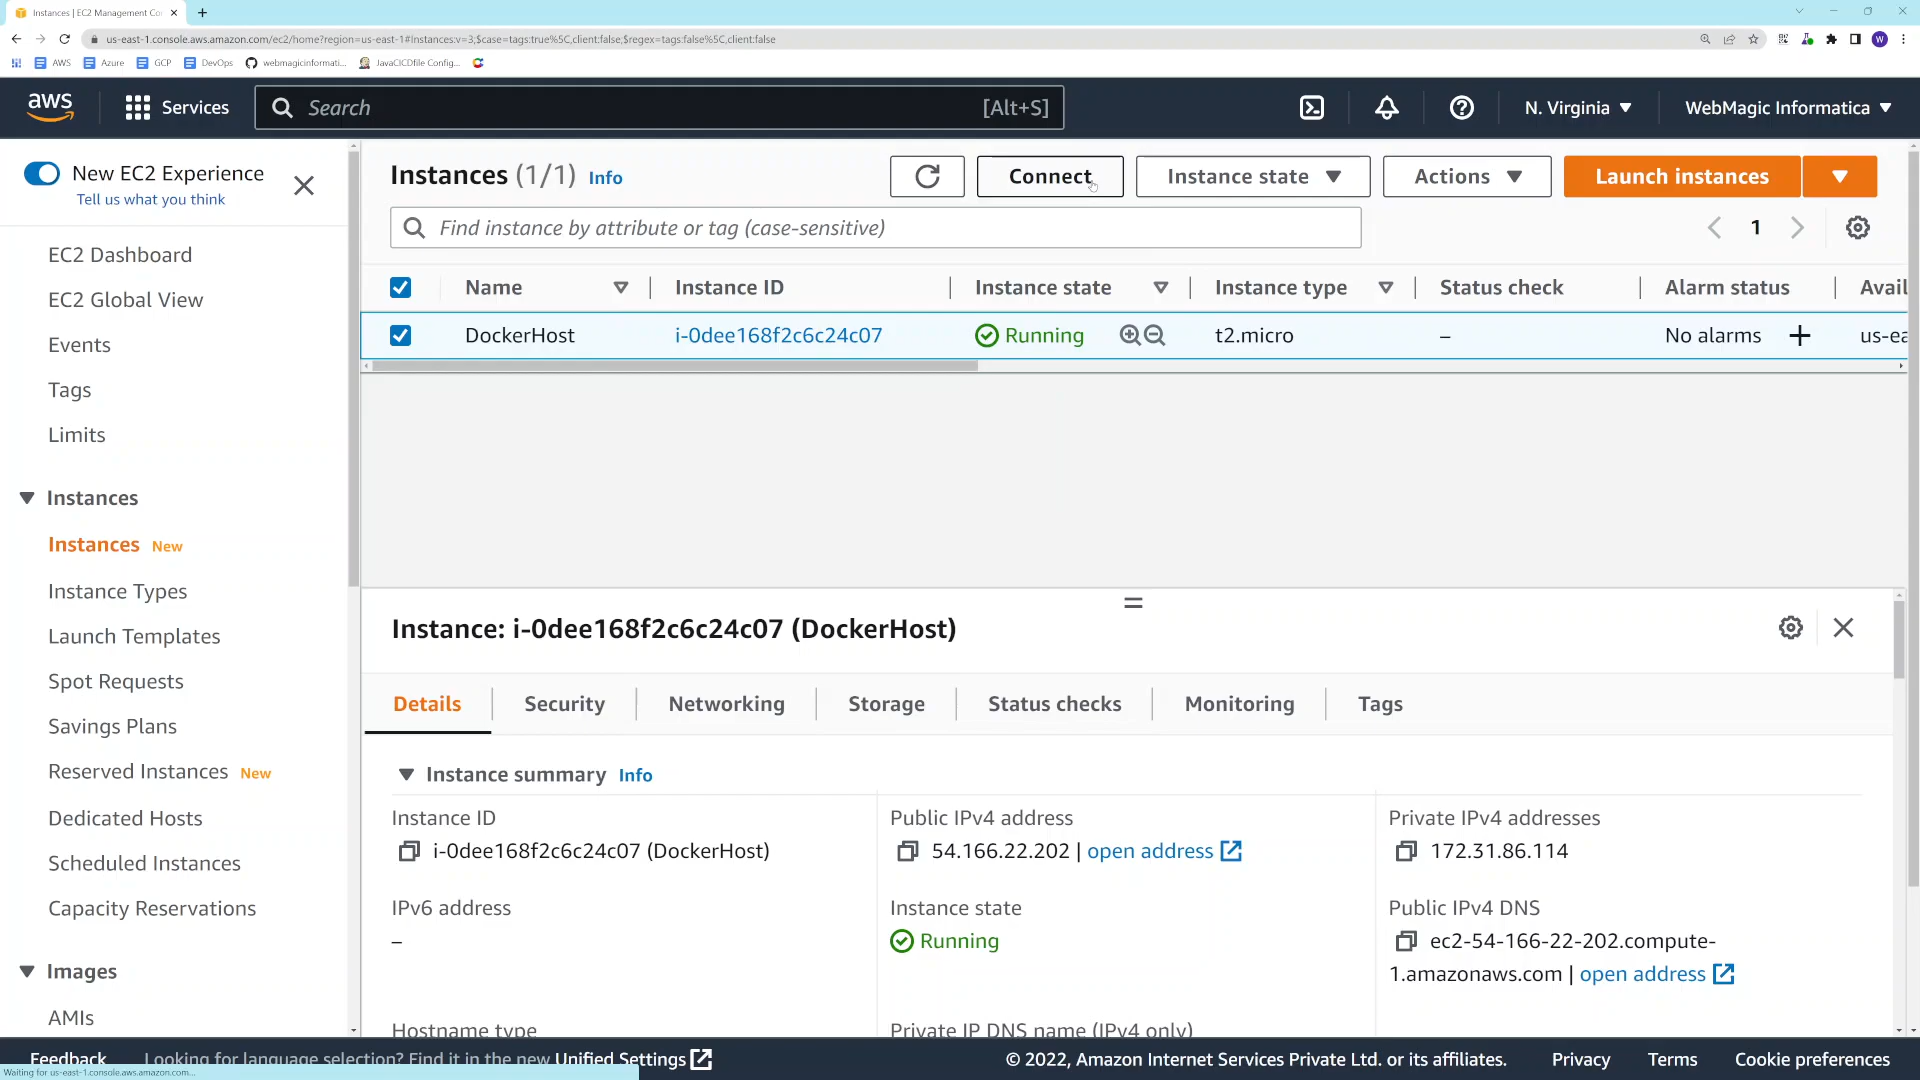 Instances | EC2 Management Co
us-east-1.console.aws.amazon.com/ec2/home?region=us-east-1#Instances:v=3;$case=tags:true%5C,client:false,$regex=tags:false%5C,client:false
AWS Azure GCP DevOps webmagicinformati... JavaCICDfile Config...
aws Services Search [Alt+S] N. Virginia WebMagic Informatica
New EC2 Experience
Tell us what you think
EC2 Dashboard
EC2 Global View
Events
Tags
Limits
Instances
Instances New
Instance Types
Launch Templates
Spot Requests
Savings Plans
Reserved Instances New
Dedicated Hosts
Scheduled Instances
Capacity Reservations
Images
AMIs
Instances (1/1) Info
Connect Instance state Actions Launch instances
Find instance by attribute or tag (case-sensitive)
1
Name Instance ID Instance state Instance type Status check Alarm status Avail
DockerHost i-0dee168f2c6c24c07 Running t2.micro – No alarms + us-ea
Instance: i-0dee168f2c6c24c07 (DockerHost)
Details Security Networking Storage Status checks Monitoring Tags
Instance summary Info
Instance ID
i-0dee168f2c6c24c07 (DockerHost)
Public IPv4 address
54.166.22.202 | open address
Private IPv4 addresses
172.31.86.114
IPv6 address
–
Instance state
Running
Public IPv4 DNS
ec2-54-166-22-202.compute-
1.amazonaws.com | open address
Hostname type
Private IP DNS name (IPv4 only)
Feedback Looking for language selection? Find it in the new Unified Settings
© 2022, Amazon Internet Services Private Ltd. or its affiliates. Privacy Terms Cookie preferences
Waiting for us-east-1.console.aws.amazon.com...